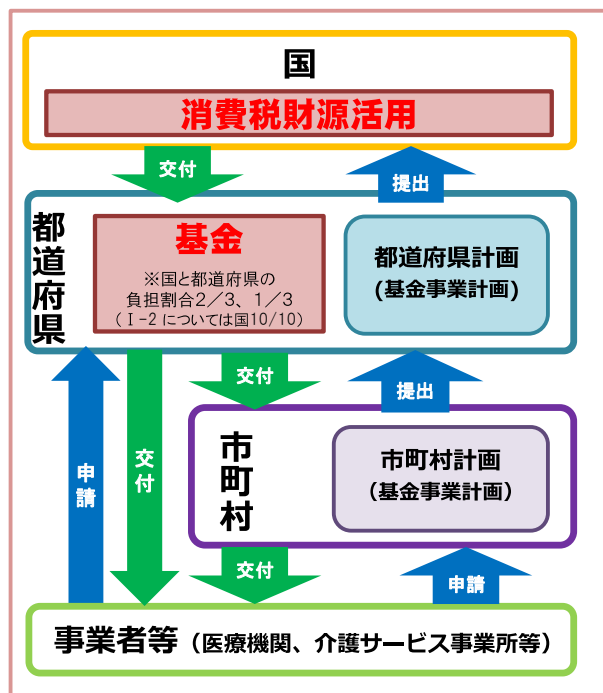 国
消費税財源活用
交付
提出
都道府県
基金
※国と都道府県の
負担割合2/3、1/3
(Ⅰ-2については国10/10)
都道府県計画
(基金事業計画)
交付
提出
申請
交付
市町村
市町村計画
(基金事業計画)
交付
申請
事業者等(医療機関、介護サービス事業所等)